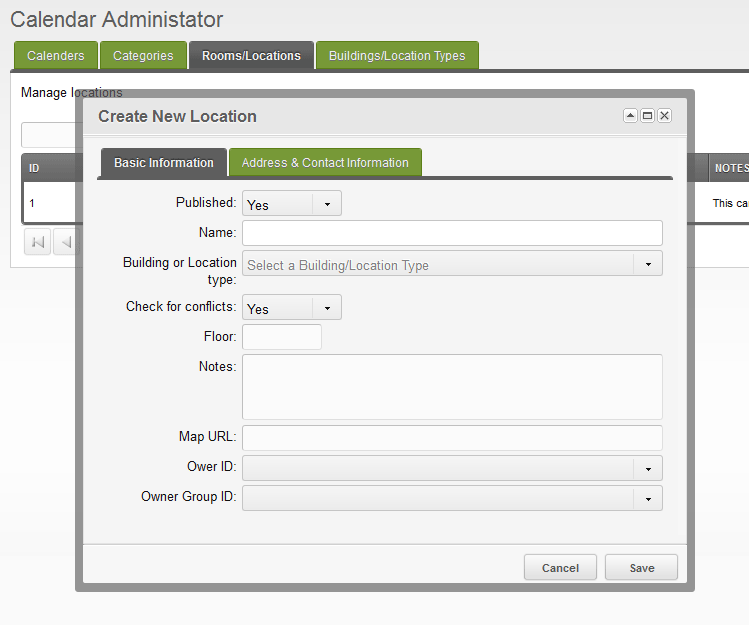 Calendar Administator
Calenders Categories Rooms/Locations Buildings/Location Types
Manage locations
Create New Location
ID NOTES
Basic Information Address & Contact Information
1 This ca
Published: Yes
Name:
Building or Location type: Select a Building/Location Type
Check for conflicts: Yes
Floor:
Notes:
Map URL:
Ower ID:
Owner Group ID:
Cancel Save